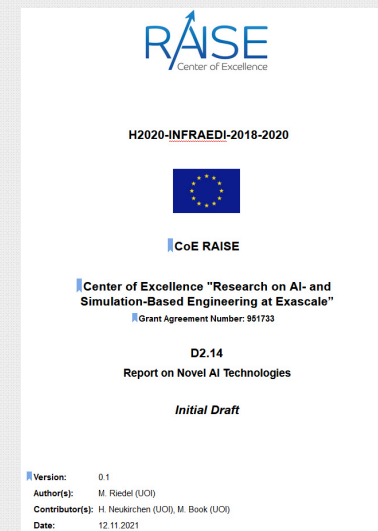 RAISE
Center of Excellence
H2020-INFRAEDI-2018-2020
CoE RAISE
Center of Excellence "Research on AI- and
Simulation-Based Engineering at Exascale"
Grant Agreement Number: 951733
D2.14
Report on Novel AI Technologies
Initial Draft
Version: 0.1
Author(s): M. Riedel (UOI)
Contributor(s): H. Neukirchen (UOI), M. Book (UOI)
Date: 12.11.2021